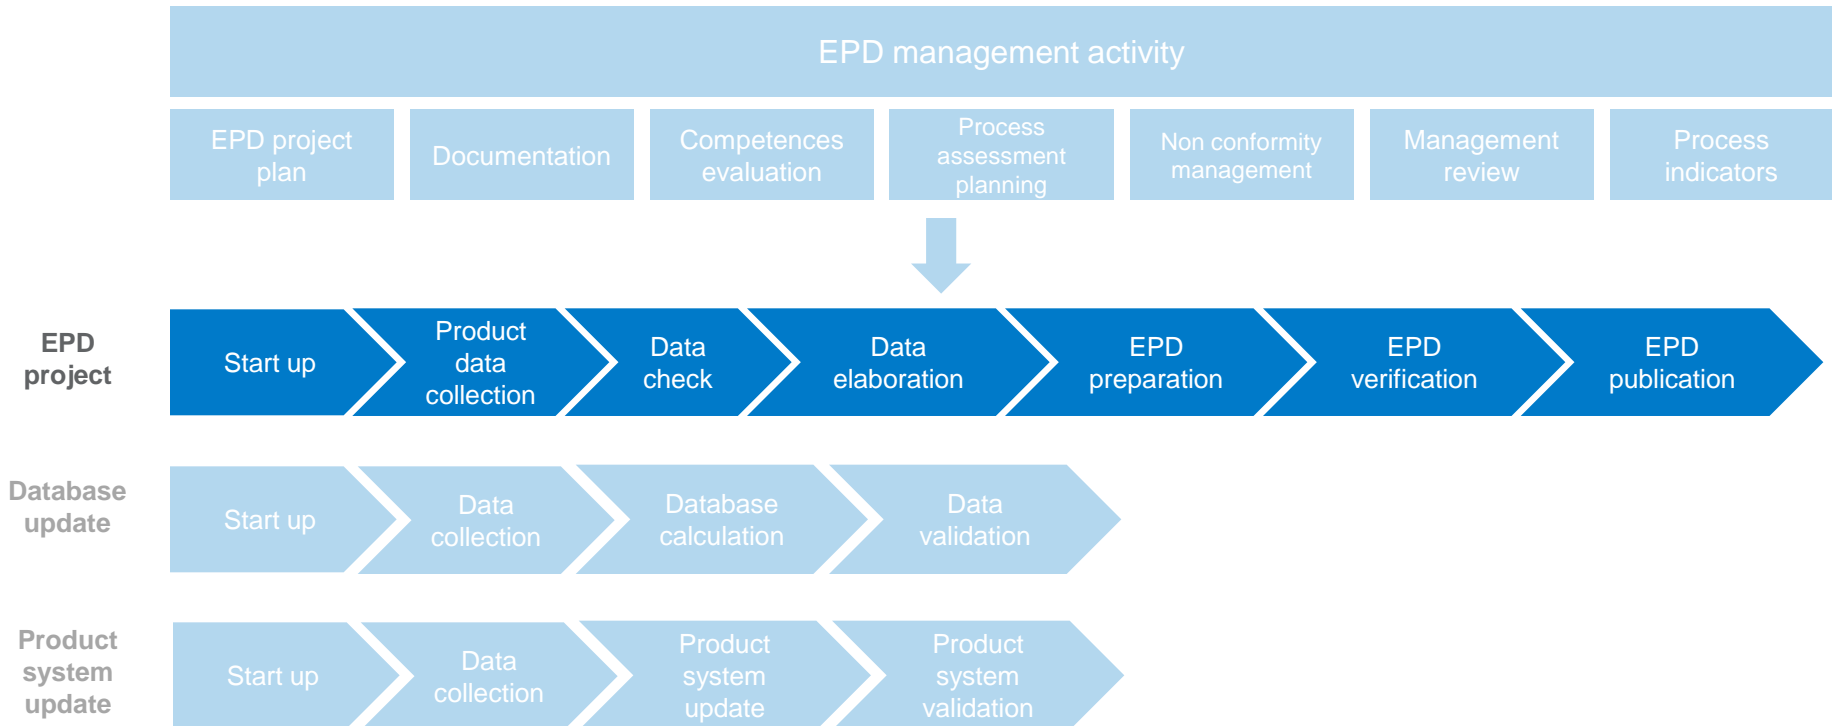 EPD management activity
EPD project
plan
Documentation
Competences
evaluation
Process
assessment
planning
Non conformity
management
Management
review
Process
indicators
EPD
project
Start up
Product
data
collection
Data
check
Data
elaboration
EPD
preparation
EPD
verification
EPD
publication
Database
update
Start up
Data
collection
Database
calculation
Data
validation
Product
system
update
Start up
Data
collection
Product
system
update
Product
system
validation